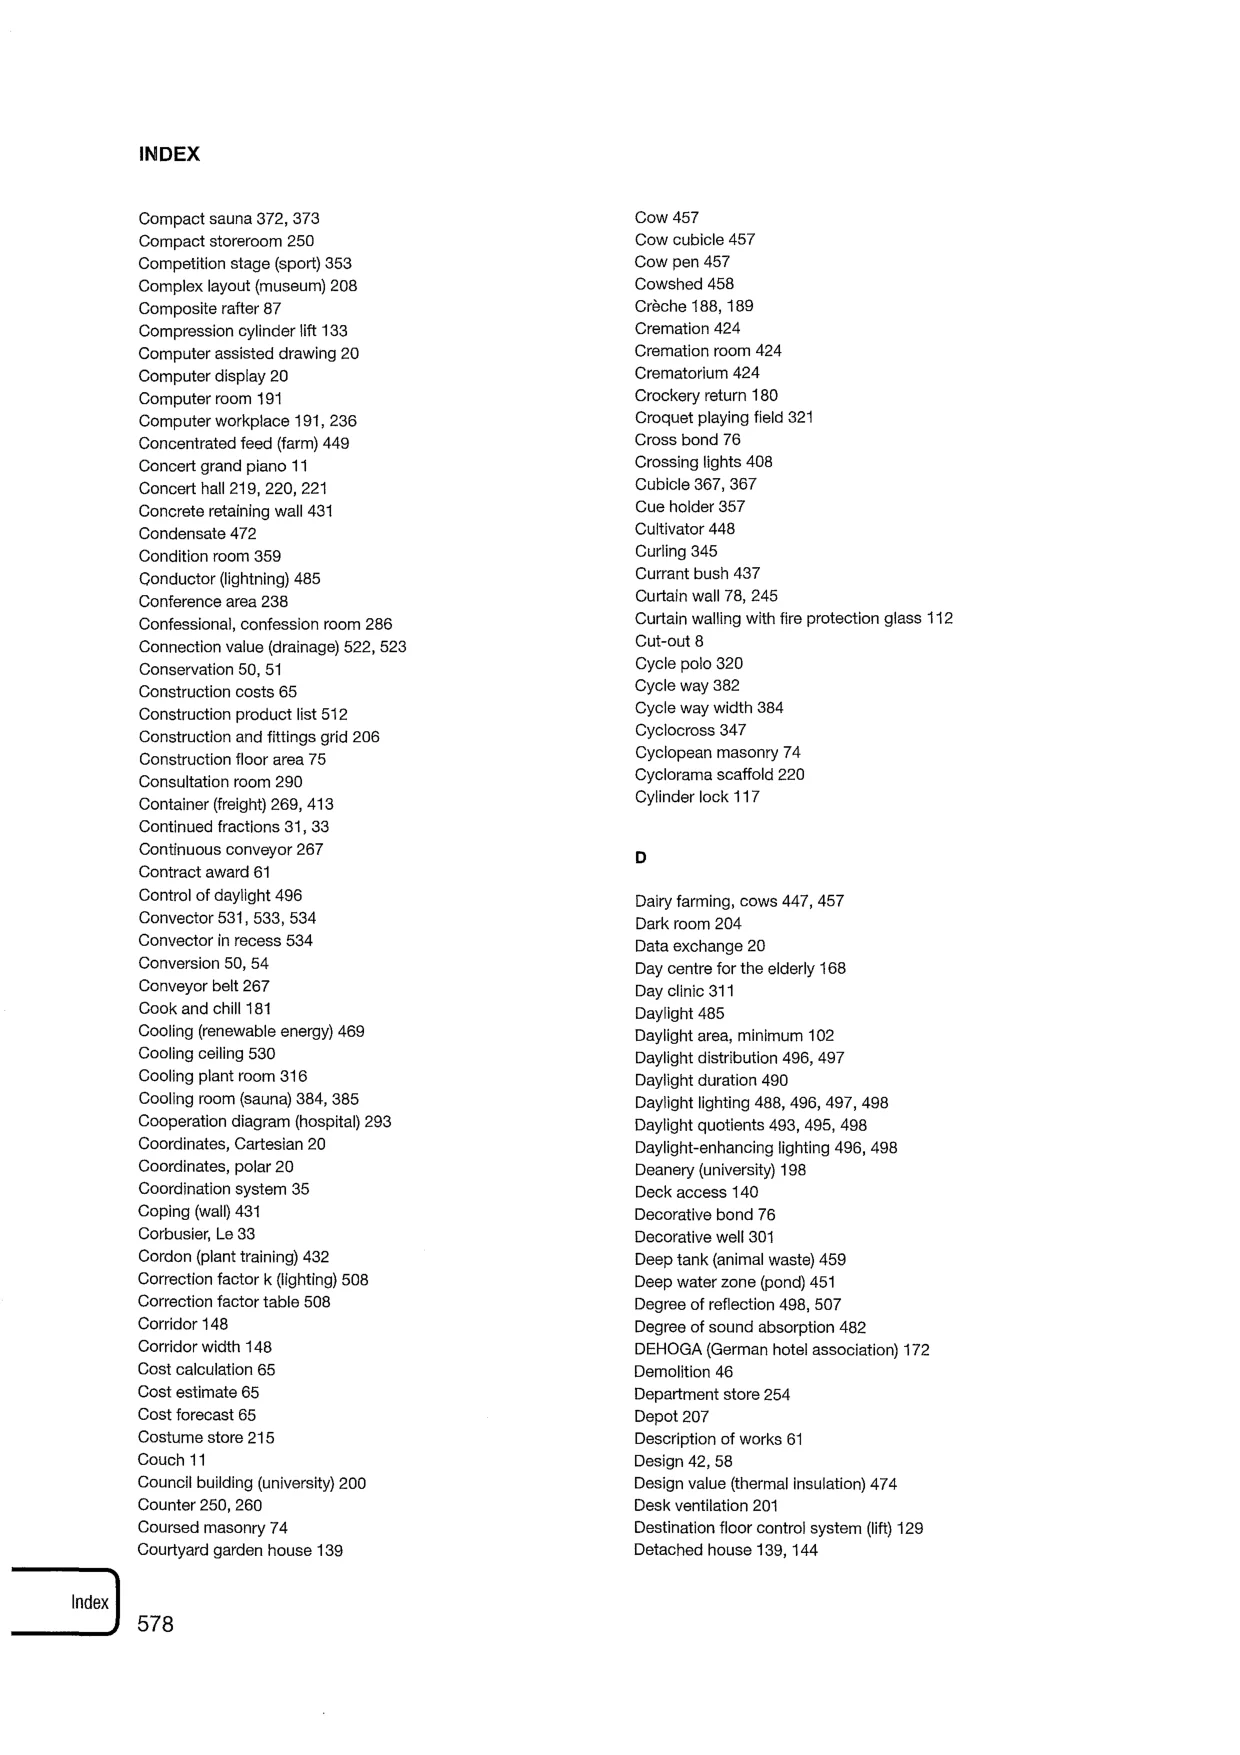 INDEX
Compact sauna 372, 373
Compact storeroom 250
Competition stage (sport) 353
Complex layout (museum) 208
Composite rafter 87
Compression cylinder lift 133
Computer assisted drawing 20
Computer display 20
Computer room 191
Computer workplace 191, 236
Concentrated feed (farm) 449
Concert grand piano 11
Concert hall 219, 220, 221
Concrete retaining wall 431
Condensate 472
Condition room 359
Conductor (lightning) 485
Conference area 238
Confessional, confession room 286
Connection value (drainage) 522, 523
Conservation 50, 51
Construction costs 65
Construction product list 512
Construction and fittings grid 206
Construction floor area 75
Consultation room 290
Container (freight) 269, 413
Continued fractions 31, 33
Continuous conveyor 267
Contract award 61
Control of daylight 496
Convector 531, 533, 534
Convector in recess 534
Conversion 50, 54
Conveyor belt 267
Cook and chill 181
Cooling (renewable energy) 469
Cooling ceiling 530
Cooling plant room 316
Cooling room (sauna) 384, 385
Cooperation diagram (hospital) 293
Coordinates, Cartesian 20
Coordinates, polar 20
Coordination system 35
Coping (wall) 431
Corbusier, Le 33
Cordon (plant training) 432
Correction factor k (lighting) 508
Correction factor table 508
Corridor 148
Corridor width 148
Cost calculation 65
Cost estimate 65
Cost forecast 65
Costume store 215
Couch 11
Council building (university) 200
Counter 250, 260
Coursed masonry 74
Courtyard garden house 139
Cow 457
Cow cubicle 457
Cow pen 457
Cowshed 458
Crèche 188, 189
Cremation 424
Cremation room 424
Crematorium 424
Crockery return 180
Croquet playing field 321
Cross bond 76
Crossing lights 408
Cubicle 367, 367
Cue holder 357
Cultivator 448
Curling 345
Currant bush 437
Curtain wall 78, 245
Curtain walling with fire protection glass 112
Cut-out 8
Cycle polo 320
Cycle way 382
Cycle way width 384
Cyclocross 347
Cyclopean masonry 74
Cyclorama scaffold 220
Cylinder lock 117
D
Dairy farming, cows 447, 457
Dark room 204
Data exchange 20
Day centre for the elderly 168
Day clinic 311
Daylight 485
Daylight area, minimum 102
Daylight distribution 496, 497
Daylight duration 490
Daylight lighting 488, 496, 497, 498
Daylight quotients 493, 495, 498
Daylight-enhancing lighting 496, 498
Deanery (university) 198
Deck access 140
Decorative bond 76
Decorative well 301
Deep tank (animal waste) 459
Deep water zone (pond) 451
Degree of reflection 498, 507
Degree of sound absorption 482
DEHOGA (German hotel association) 172
Demolition 46
Department store 254
Depot 207
Description of works 61
Design 42, 58
Design value (thermal insulation) 474
Desk ventilation 201
Destination floor control system (lift) 129
Detached house 139, 144
Index
578